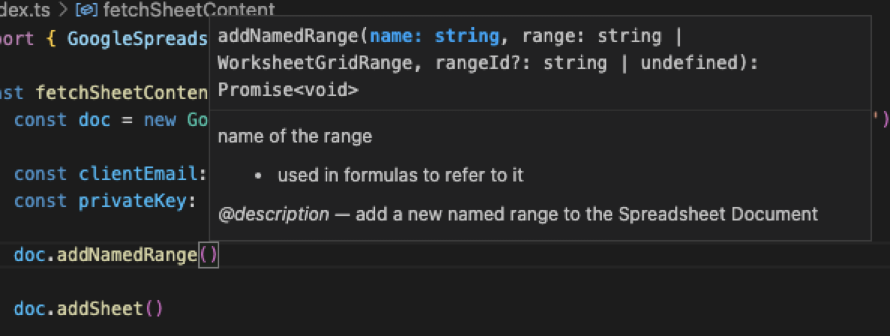 dex.ts > fetchSheetContent
ort { GoogleSpreads
addNamedRange(name: string, range: string |
WorksheetGridRange, rangeId?: string | undefined):
Promise<void>
nst fetchSheetConten
const doc = new Go
')
name of the range
• used in formulas to refer to it
const clientEmail:
const privateKey:
@description — add a new named range to the Spreadsheet Document
doc.addNamedRange()
doc.addSheet()